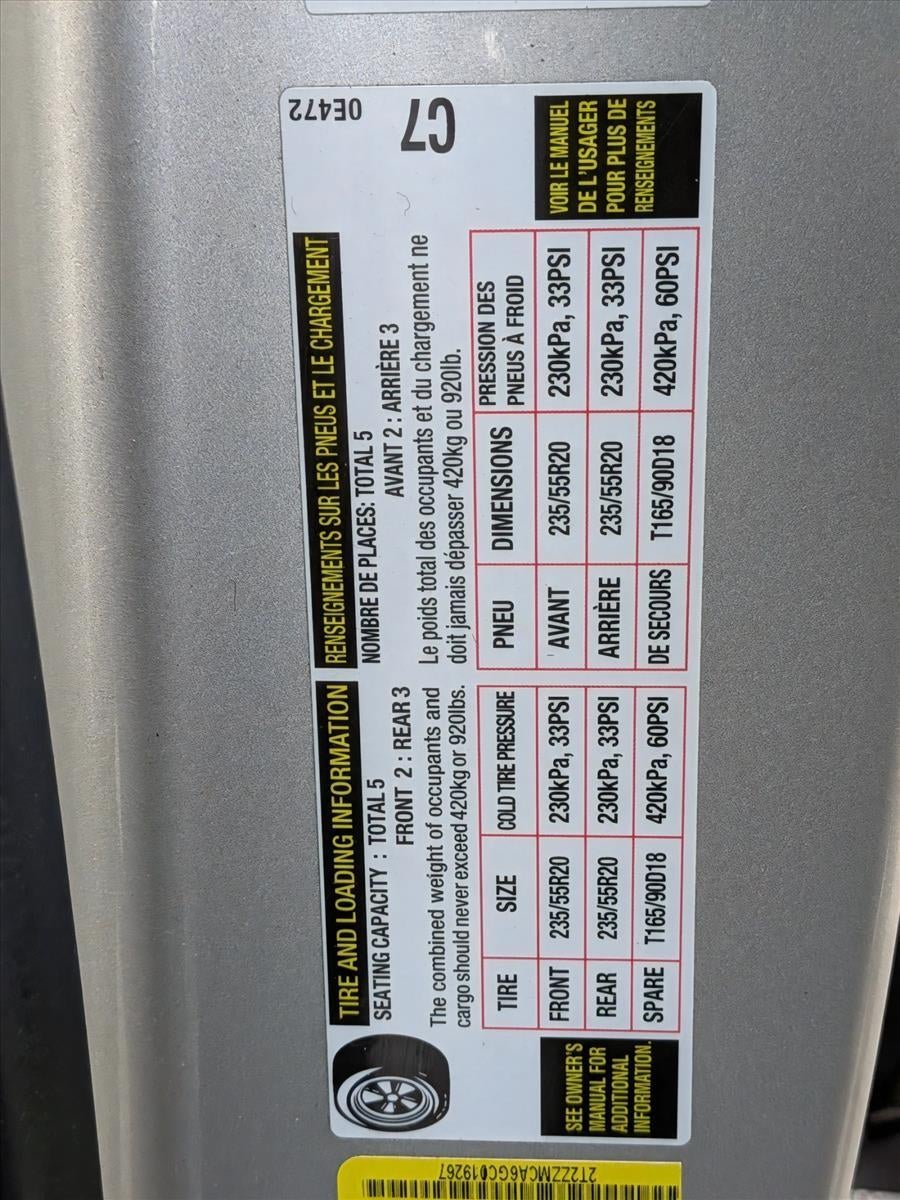 TIRE AND LOADING INFORMATION
SEATING CAPACITY : TOTAL 5
FRONT 2 : REAR 3
The combined weight of occupants and
cargo should never exceed 420kg or 920lbs.
TIRE SIZE COLD TIRE PRESSURE
FRONT 235/55R20 230kPa, 33PSI
REAR 235/55R20 230kPa, 33PSI
SPARE T165/90D18 420kPa, 60PSI
SEE OWNER'S
MANUAL FOR
ADDITIONAL
INFORMATION.
RENSEIGNEMENTS SUR LES PNEUS ET LE CHARGEMENT
NOMBRE DE PLACES: TOTAL 5
AVANT 2 : ARRIÈRE 3
Le poids total des occupants et du chargement ne
doit jamais dépasser 420kg ou 920lb.
PNEU DIMENSIONS PRESSION DES
PNEUS À FROID
AVANT 235/55R20 230kPa, 33PSI
ARRIÈRE 235/55R20 230kPa, 33PSI
DE SECOURS T165/90D18 420kPa, 60PSI
VOIR LE MANUEL
DE L'USAGER
POUR PLUS DE
RENSEIGNEMENTS
0E472
C7
2T2ZZMCA6GC019267